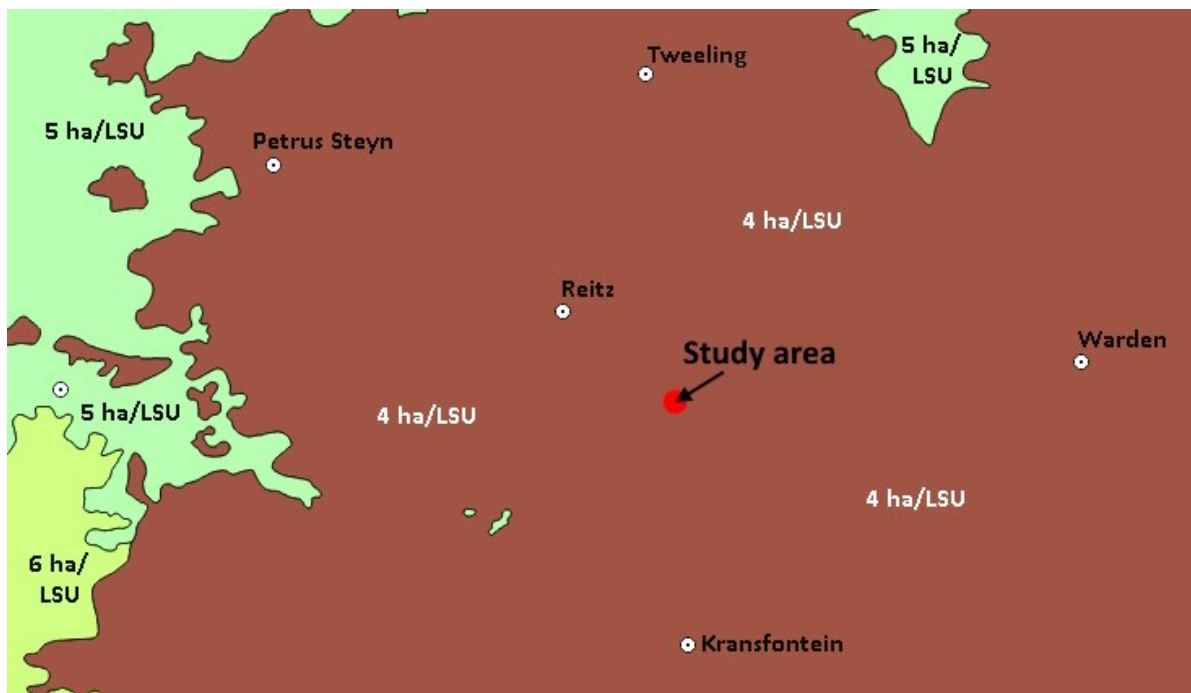 Tweeling
5 ha/
LSU
5 ha/LSU
Petrus Steyn
4 ha/LSU
Reitz
Study area
Warden
5 ha/LSU
4 ha/LSU
4 ha/LSU
6 ha/
LSU
Kransfontein